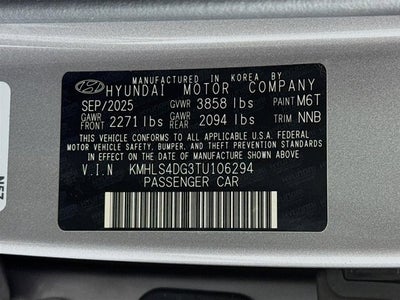 MANUFACTURED IN KOREA BY
HYUNDAI MOTOR COMPANY
SEP/2025 GVWR 3858 lbs PAINT M6T
GAWR FRONT 2271 lbs GAWR REAR 2094 lbs TRIM NNB
THIS VEHICLE CONFORMS TO ALL APPLICABLE U.S.A. FEDERAL
MOTOR VEHICLE SAFETY, BUMPER, AND THEFT PREVENTION
STANDARDS IN EFFECT ON THE DATE OF MANUFACTURE SHOWN ABOVE.
V.I.N KMHLS4DG3TU106294
PASSENGER CAR